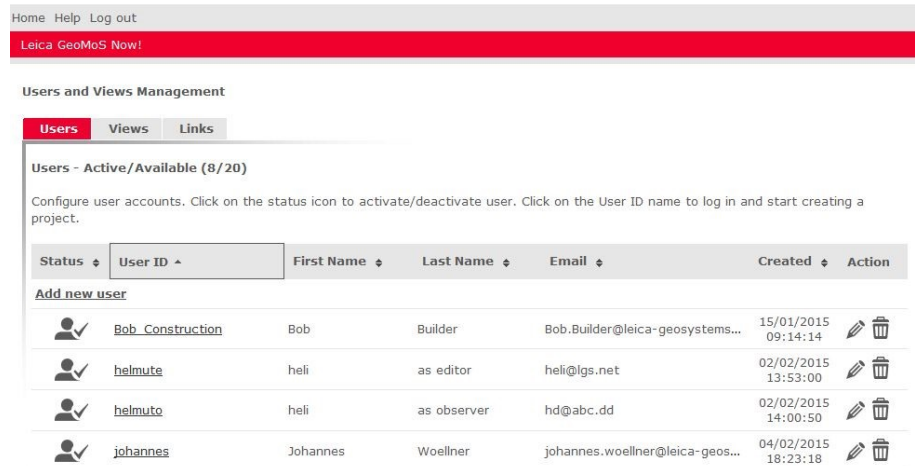 Home Help Log out
Leica GeoMoS Now!
Users and Views Management
Users Views Links
Users - Active/Available (8/20)
Configure user accounts. Click on the status icon to activate/deactivate user. Click on the User ID name to log in and start creating a
project.
Status User ID First Name Last Name Email Created Action
Add new user
Bob Construction Bob Builder Bob.Builder@leica-geosystems... 15/01/2015
09:14:14
helmute heli as editor heli@lgs.net 02/02/2015
13:53:00
helmuto heli as observer hd@abc.dd 02/02/2015
14:00:50
johannes Johannes Woellner johannes.woellner@leica-geos... 04/02/2015
18:23:18